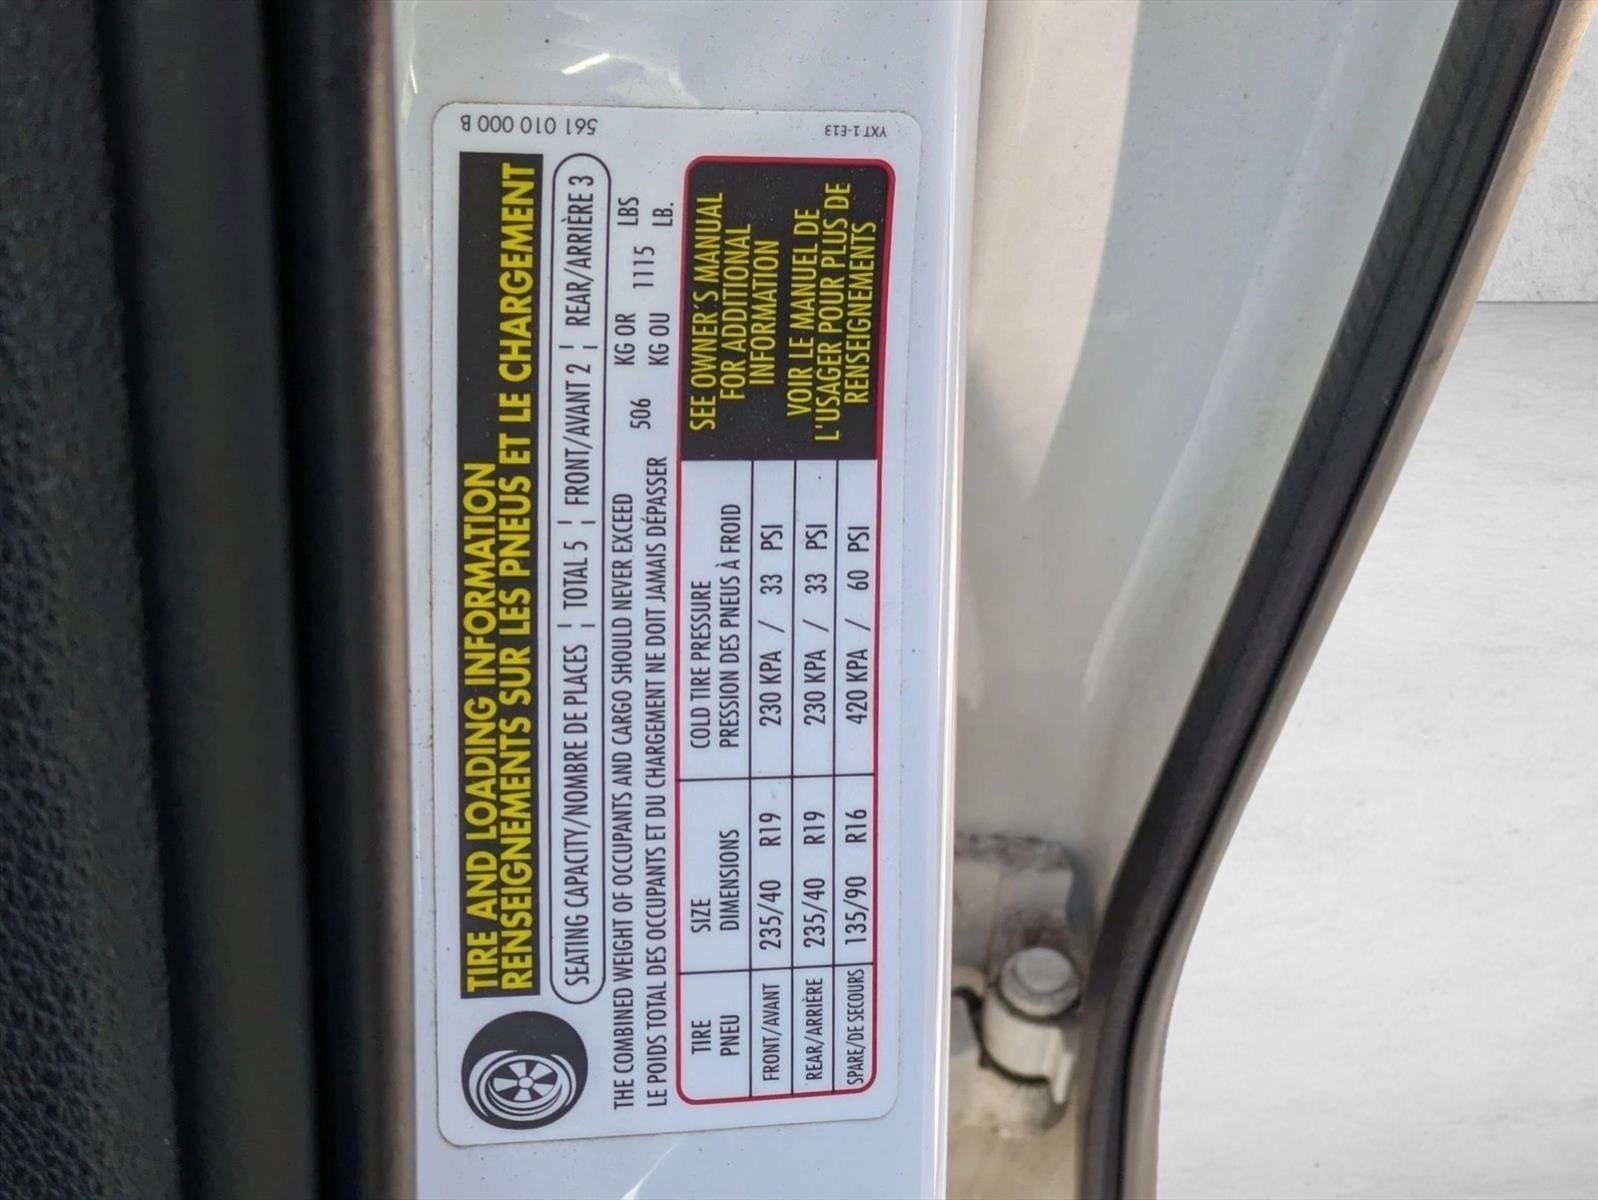 561 010 000 B
YXT 1-E13
TIRE AND LOADING INFORMATION
RENSEIGNEMENTS SUR LES PNEUS ET LE CHARGEMENT
SEATING CAPACITY/NOMBRE DE PLACES ¦ TOTAL 5 ¦ FRONT/AVANT 2 ¦ REAR/ARRIÈRE 3
THE COMBINED WEIGHT OF OCCUPANTS AND CARGO SHOULD NEVER EXCEED 506 KG OR 1115 LBS
LE POIDS TOTAL DES OCCUPANTS ET DU CHARGEMENT NE DOIT JAMAIS DÉPASSER KG OU LB.
TIRE SIZE COLD TIRE PRESSURE
PNEU DIMENSIONS PRESSION DES PNEUS À FROID
FRONT/AVANT 235/40 R19 230 KPA / 33 PSI
REAR/ARRIÈRE 235/40 R19 230 KPA / 33 PSI
SPARE/DE SECOURS 135/90 R16 420 KPA / 60 PSI
SEE OWNER'S MANUAL
FOR ADDITIONAL
INFORMATION
VOIR LE MANUEL DE
L'USAGER POUR PLUS DE
RENSEIGNEMENTS